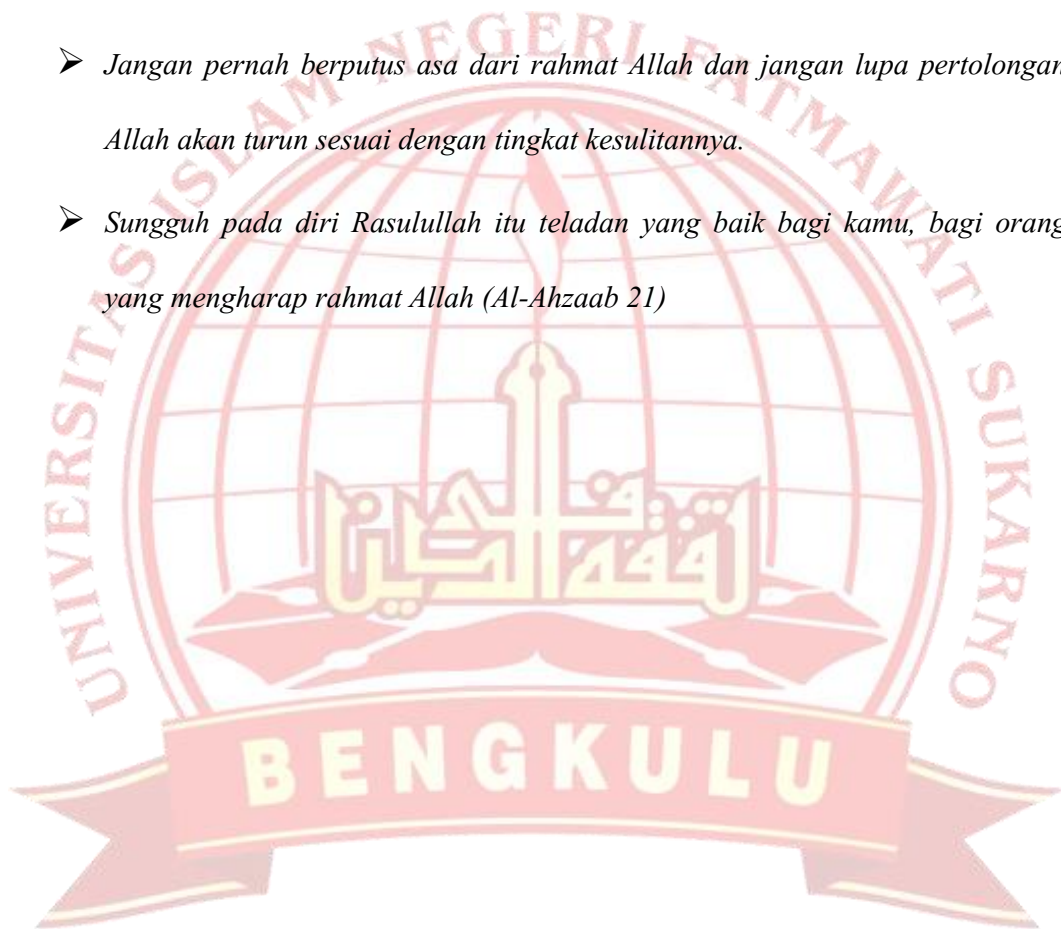 ➤ Jangan pernah berputus asa dari rahmat Allah dan jangan lupa pertolongan
Allah akan turun sesuai dengan tingkat kesulitannya.
➤ Sungguh pada diri Rasulullah itu teladan yang baik bagi kamu, bagi orang
yang mengharap rahmat Allah (Al-Ahzaab 21)
UNIVERSITAS ISLAM NEGERI FATMAWATI SUKARNO
BENGKULU